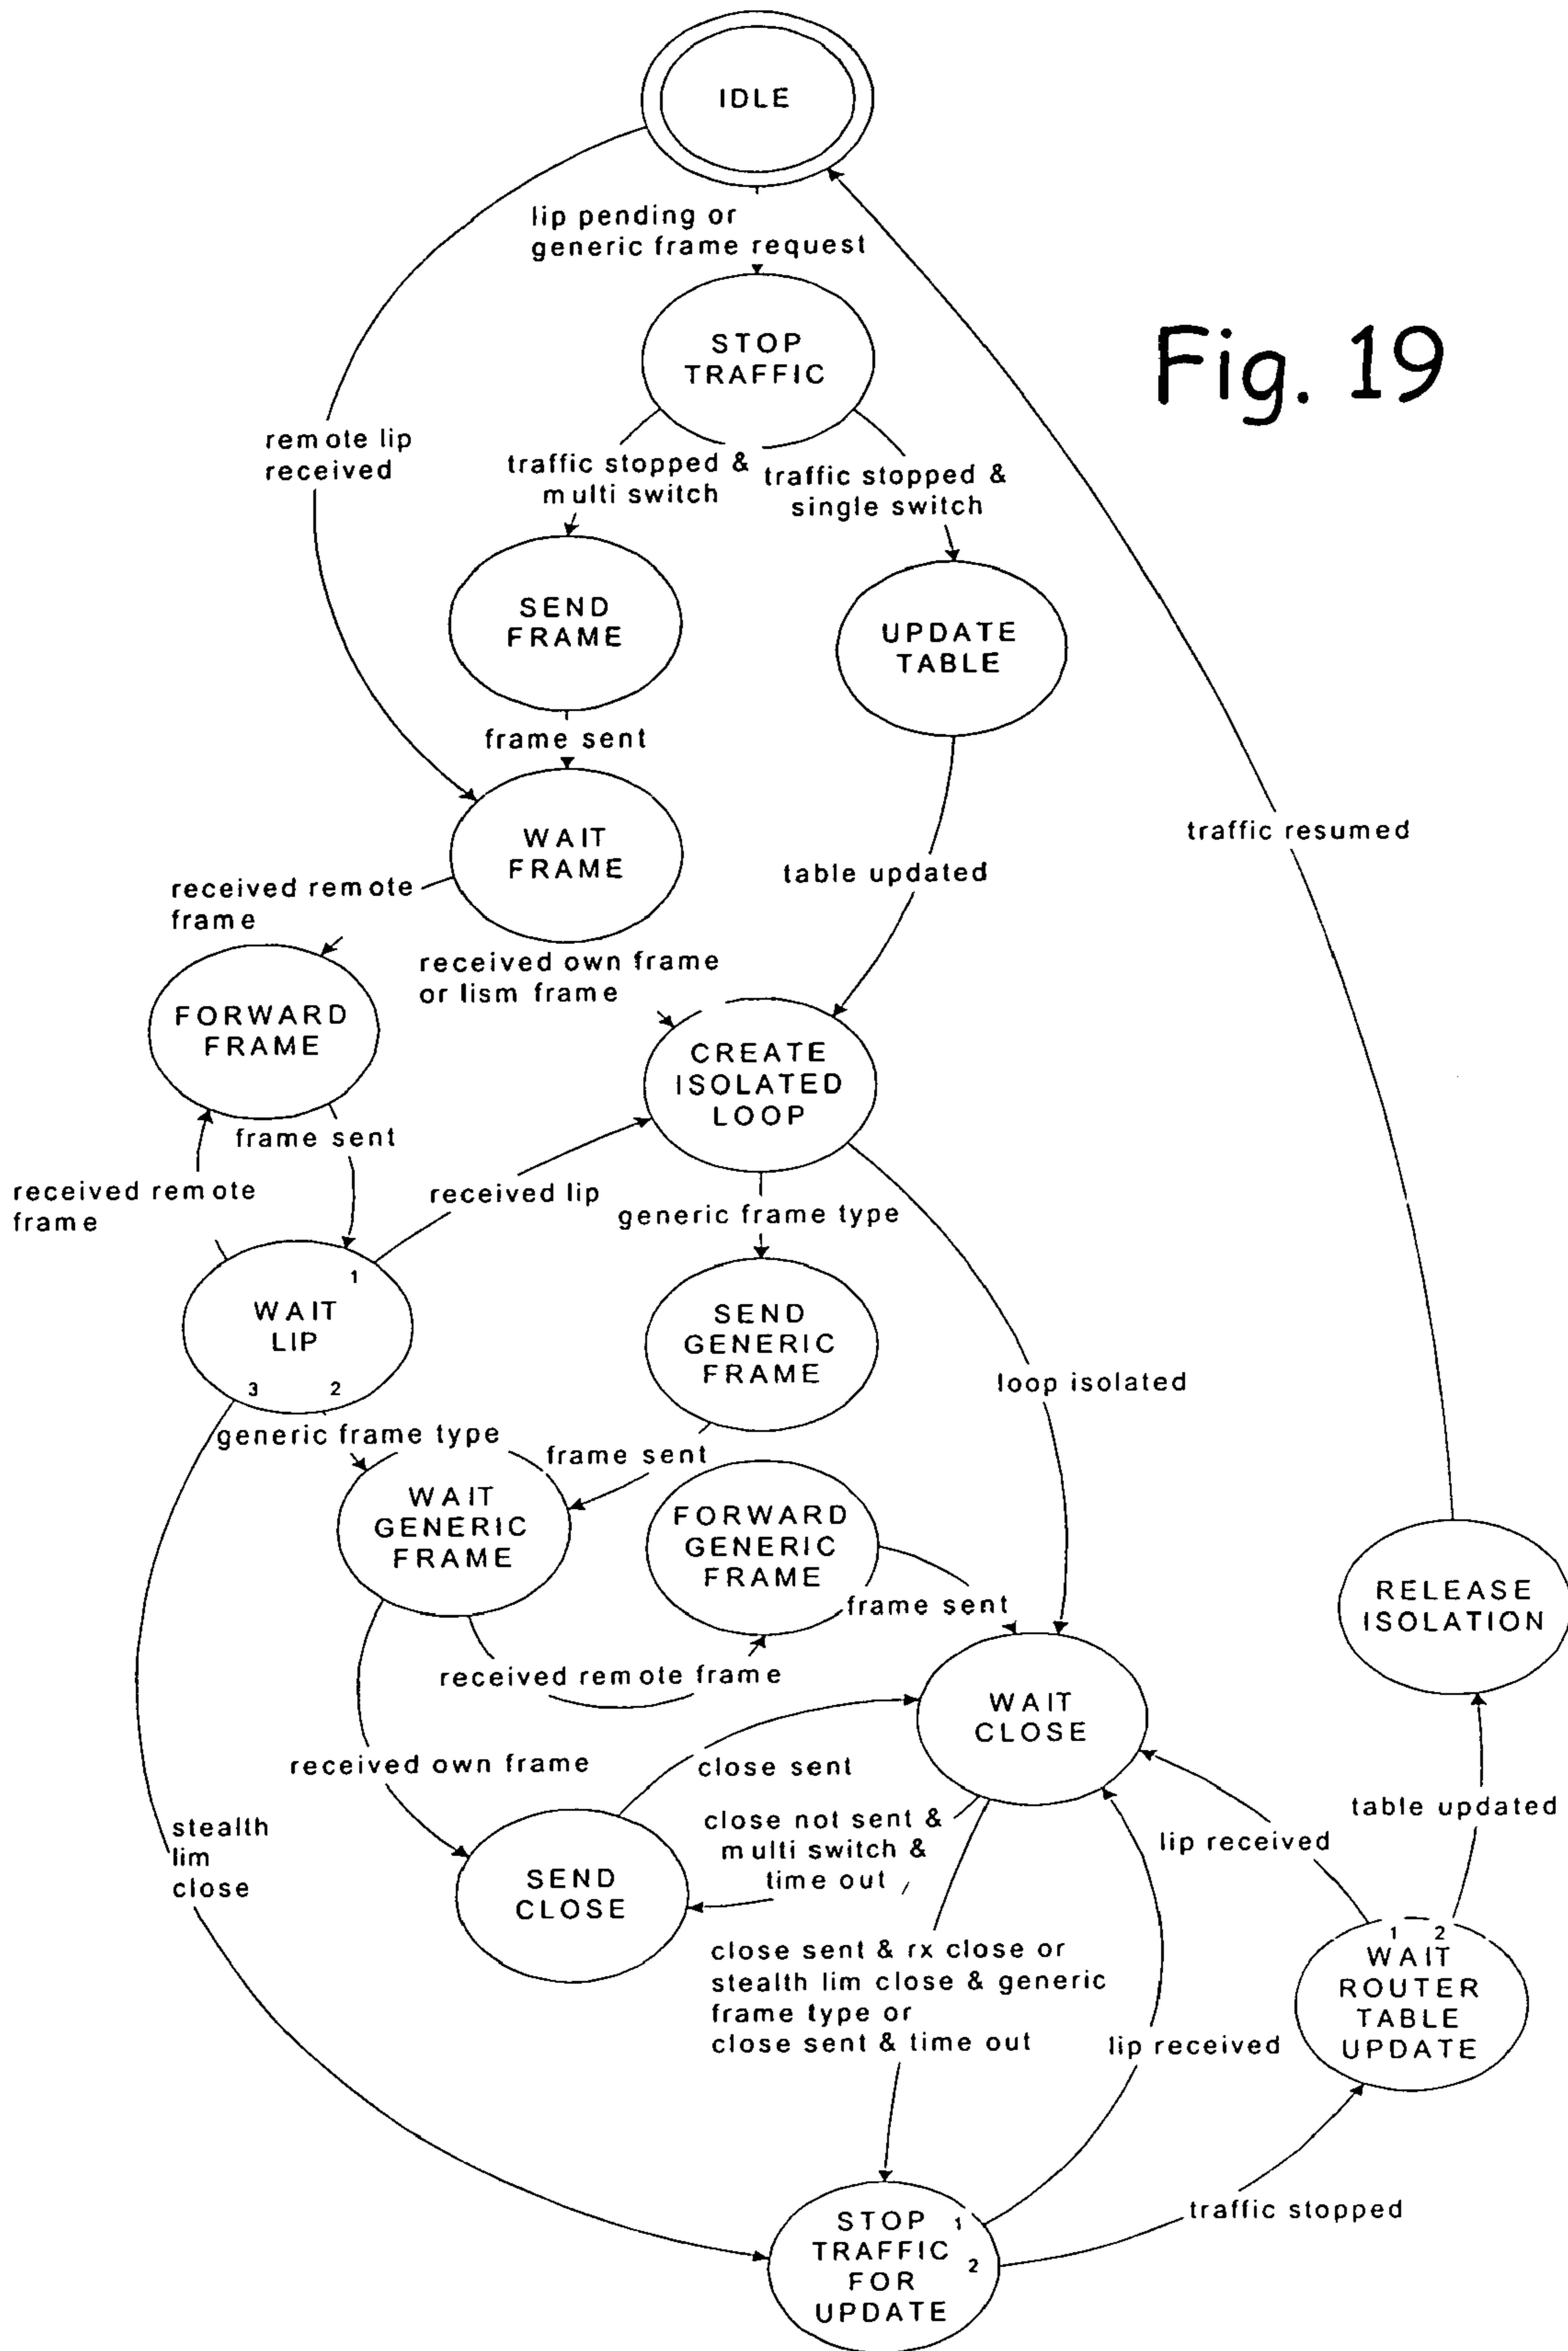 IDLE
lip pending or
generic frame request
Fig. 19
STOP
TRAFFIC
remote lip
received
traffic stopped &
multi switch
traffic stopped &
single switch
SEND
FRAME
UPDATE
TABLE
frame sent
WAIT
FRAME
traffic resumed
table updated
received remote
frame
received own frame
or lism frame
FORWARD
FRAME
CREATE
ISOLATED
LOOP
frame sent
received remote
frame
received lip
generic frame type
1
WAIT
LIP
3
2
SEND
GENERIC
FRAME
loop isolated
generic frame type
frame sent
WAIT
GENERIC
FRAME
FORWARD
GENERIC
FRAME
frame sent
RELEASE
ISOLATION
received remote frame
WAIT
CLOSE
received own frame
close sent
table updated
stealth
lim
close
close not sent &
multi switch &
time out
lip received
SEND
CLOSE
1
2
WAIT
ROUTER
TABLE
UPDATE
close sent & rx close or
stealth lim close & generic
frame type or
close sent & time out
lip received
traffic stopped
STOP
TRAFFIC
FOR
UPDATE
1
2